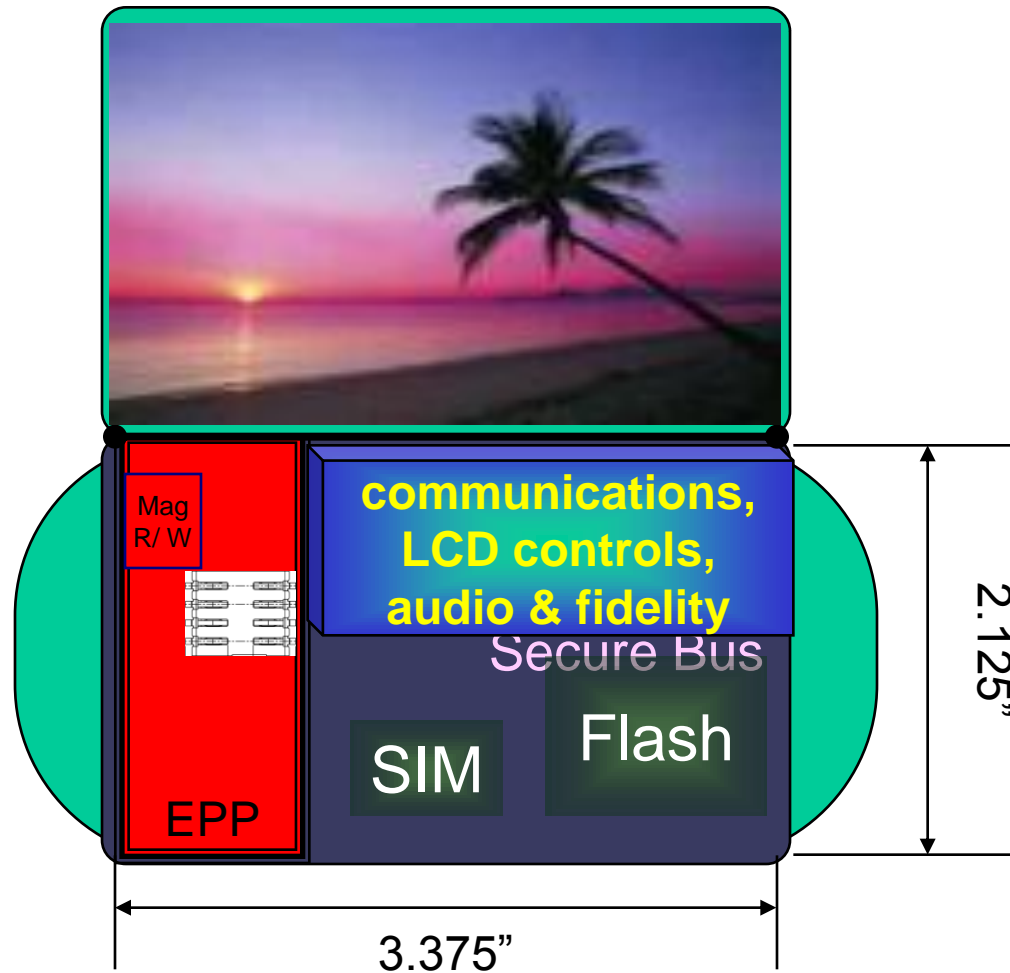 communications,
LCD controls,
audio & fidelity
Mag
R/ W
Secure Bus
Flash
SIM
EPP
2.125”
3.375”